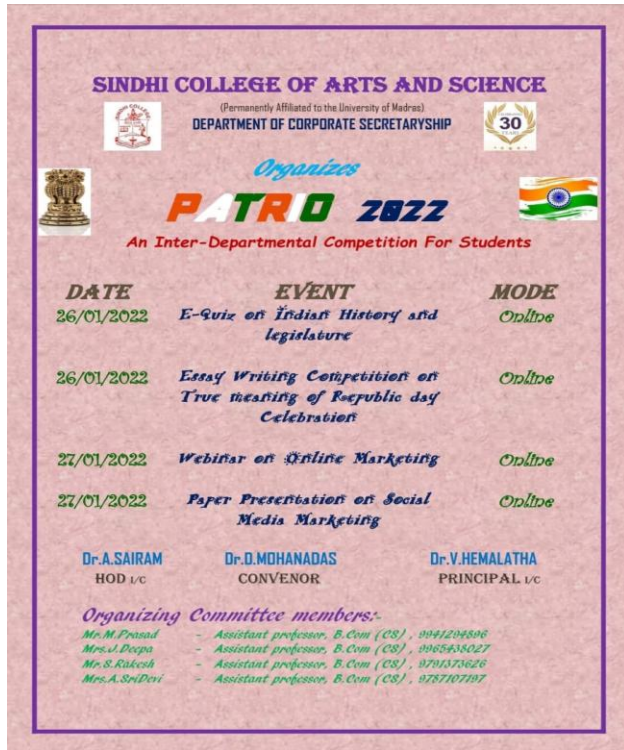 SINDHI COLLEGE OF ARTS AND SCIENCE
(Permanently Affiliated to the University of Madras)
DEPARTMENT OF CORPORATE SECRETARYSHIP
30
YEARS
Organizes
PATRIO 2022
An Inter-Departmental Competition For Students
DATE EVENT MODE
26/01/2022 E-Quiz on Indian History and Online
legislature
26/01/2022 Essay Writing Competition on Online
True meaning of Republic day
Celebration
27/01/2022 Webinar on Online Marketing Online
27/01/2022 Paper Presentation on Social Online
Media Marketing
Dr.A.SAIRAM Dr.D.MOHANADAS Dr.V.HEMALATHA
HOD I/C CONVENOR PRINCIPAL I/C
Organizing Committee members:-
Mr.M.Prasad - Assistant professor, B.Com (CS) , 9941294896
Mrs.J.Deepa - Assistant professor, B.Com (CS) , 9965438027
Mr.S.Rakesh - Assistant professor, B.Com (CS) , 9791373626
Mrs.A.SriDevi - Assistant professor, B.Com (CS) , 9787107197